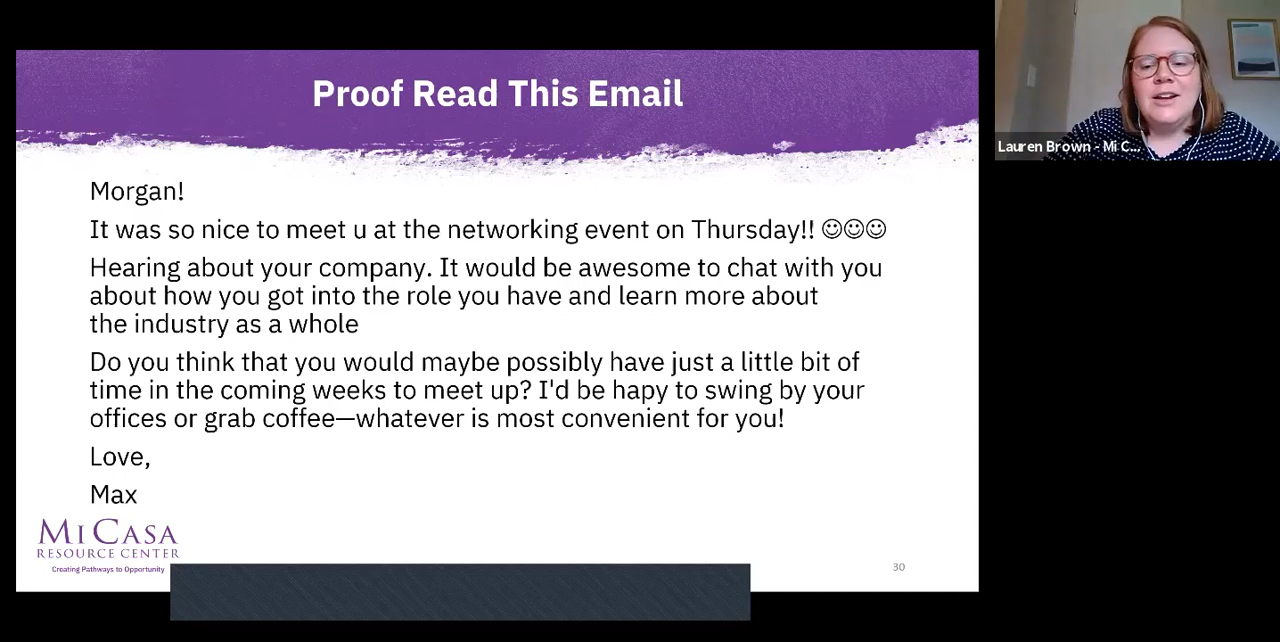 Proof Read This Email
Lauren Brown - Mi C...
Morgan!
It was so nice to meet u at the networking event on Thursday!! ☺☺☺
Hearing about your company. It would be awesome to chat with you
about how you got into the role you have and learn more about
the industry as a whole
Do you think that you would maybe possibly have just a little bit of
time in the coming weeks to meet up? I'd be hapy to swing by your
offices or grab coffee—whatever is most convenient for you!
Love,
Max
MI CASA
RESOURCE CENTER
Creating Pathways to Opportunity
30